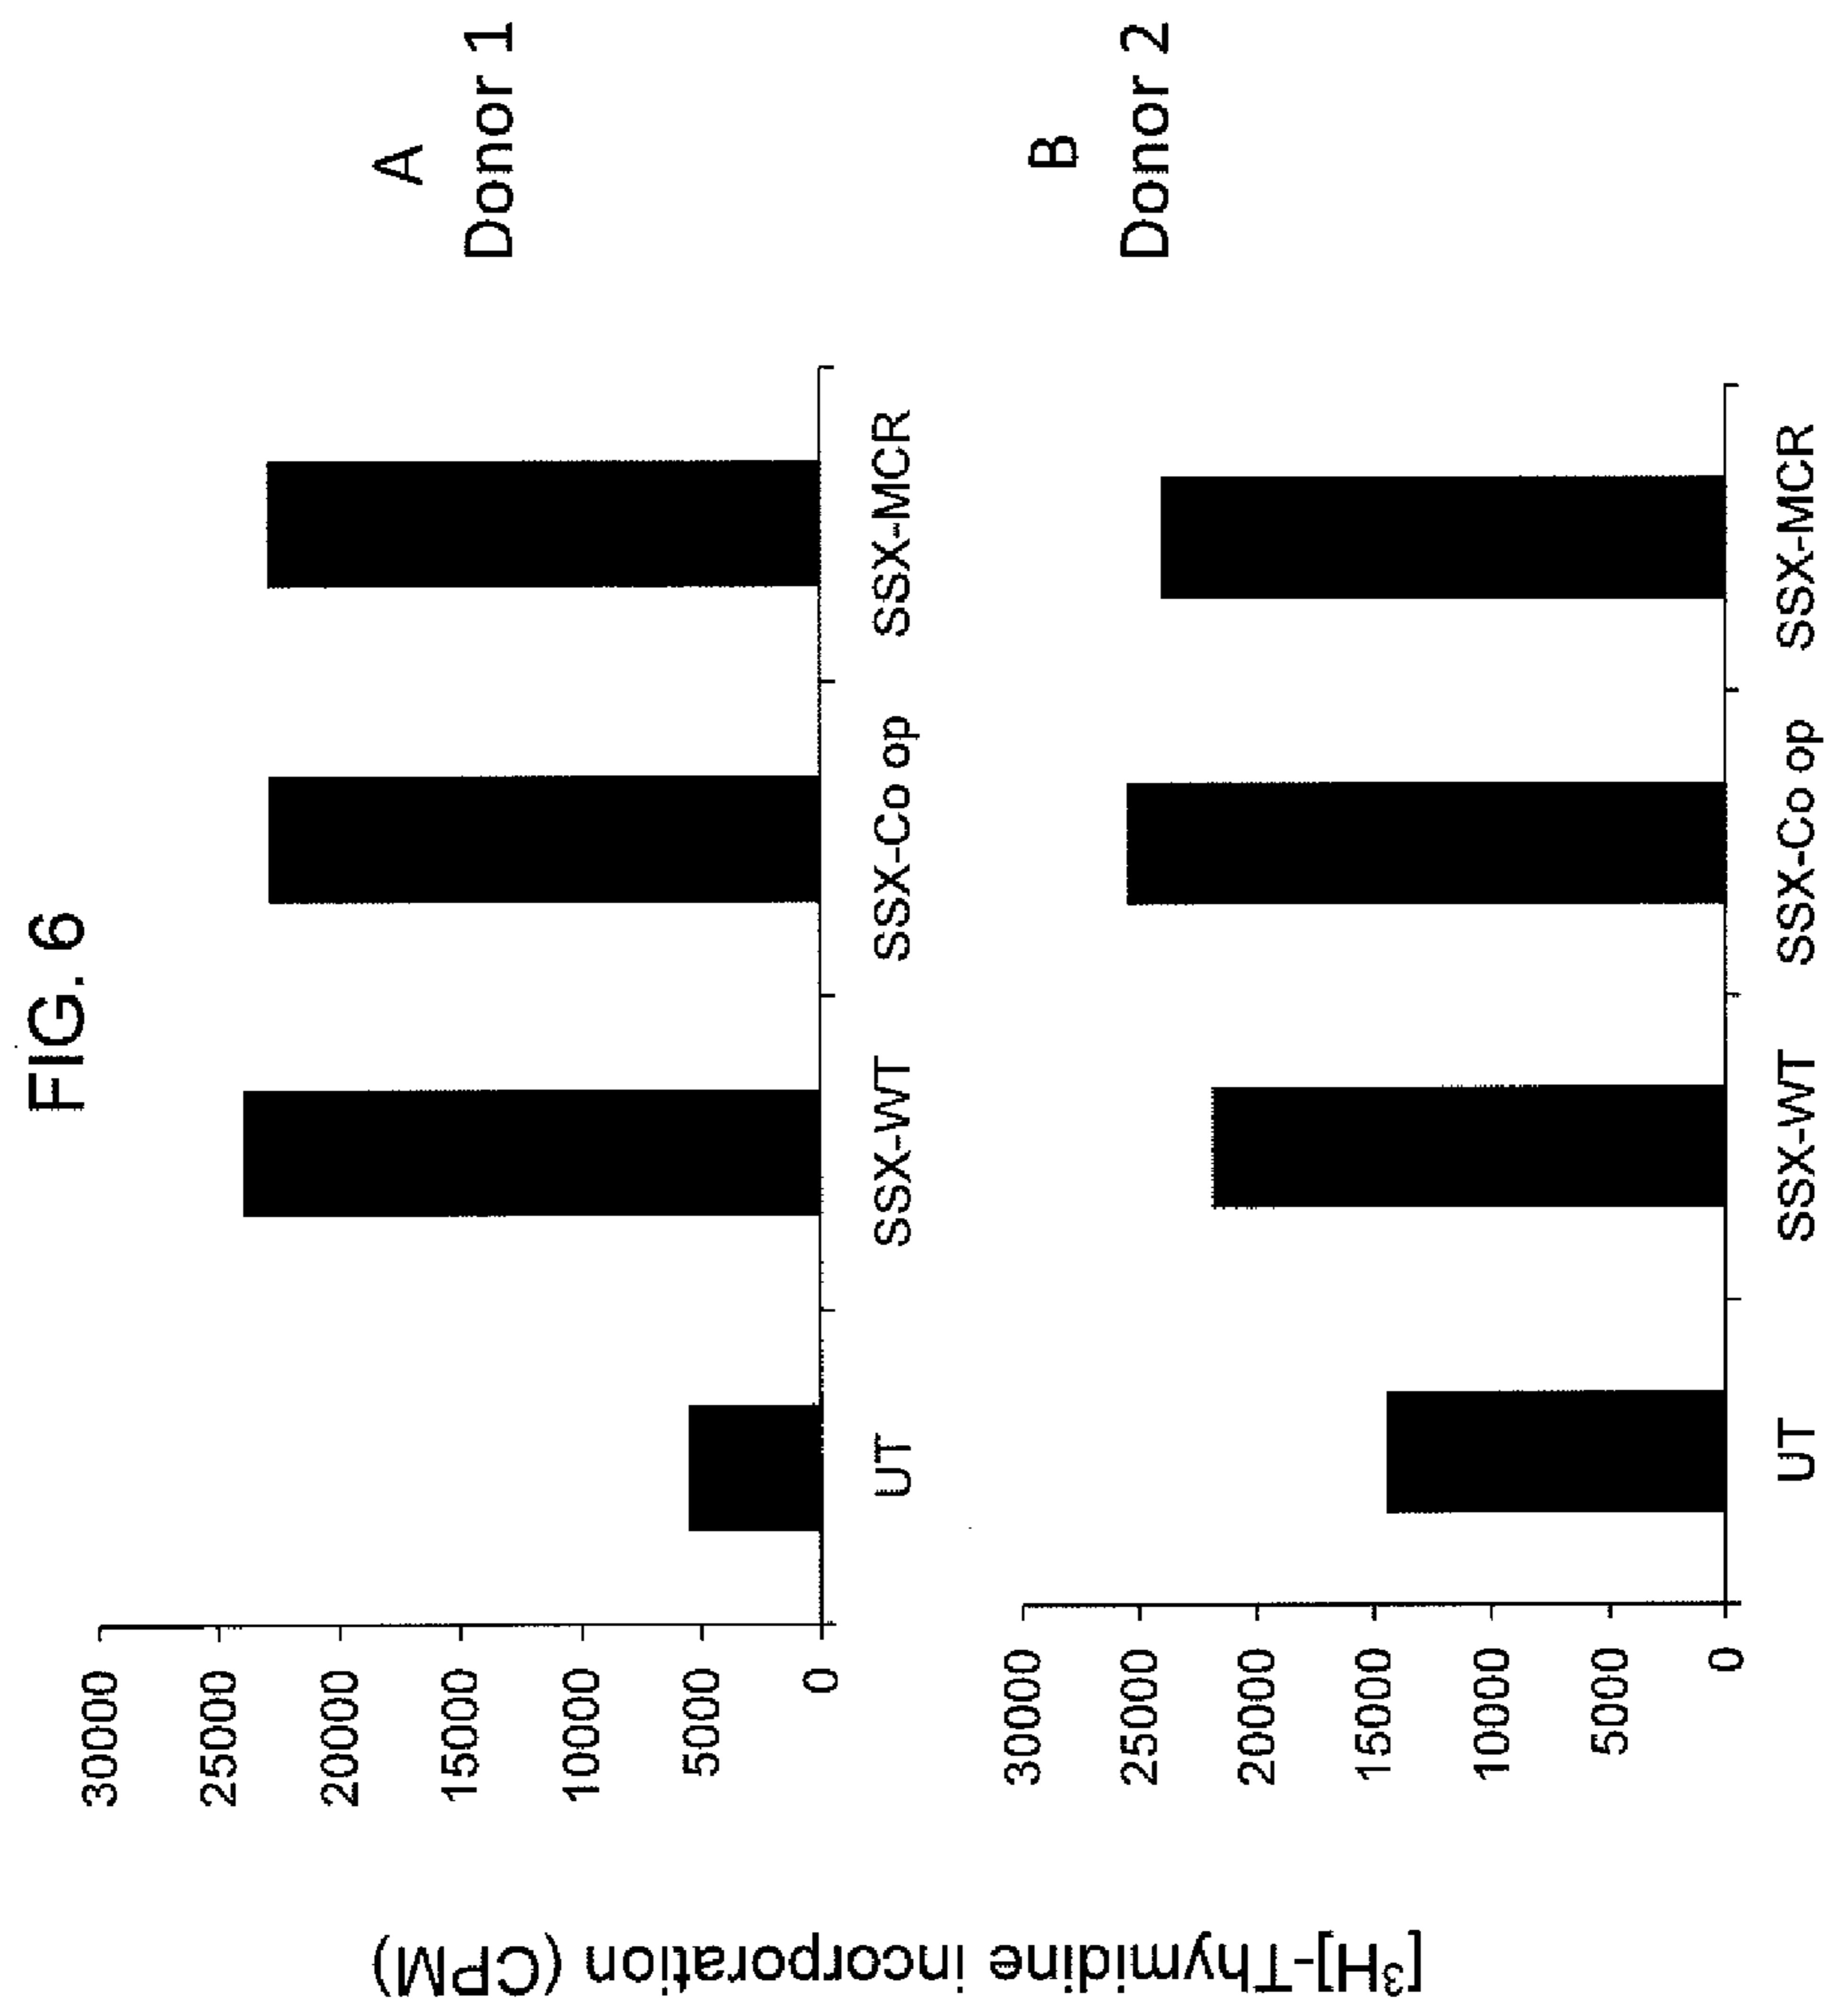 FIG. 6
[³H]-Thymidine incorporation (CPM)
A
Donor 1
30000
25000
20000
15000
10000
5000
0
UT
SSX-WT
SSX-Co op
SSX-MCR
B
Donor 2
30000
25000
20000
15000
10000
5000
0
UT
SSX-WT
SSX-Co op
SSX-MCR